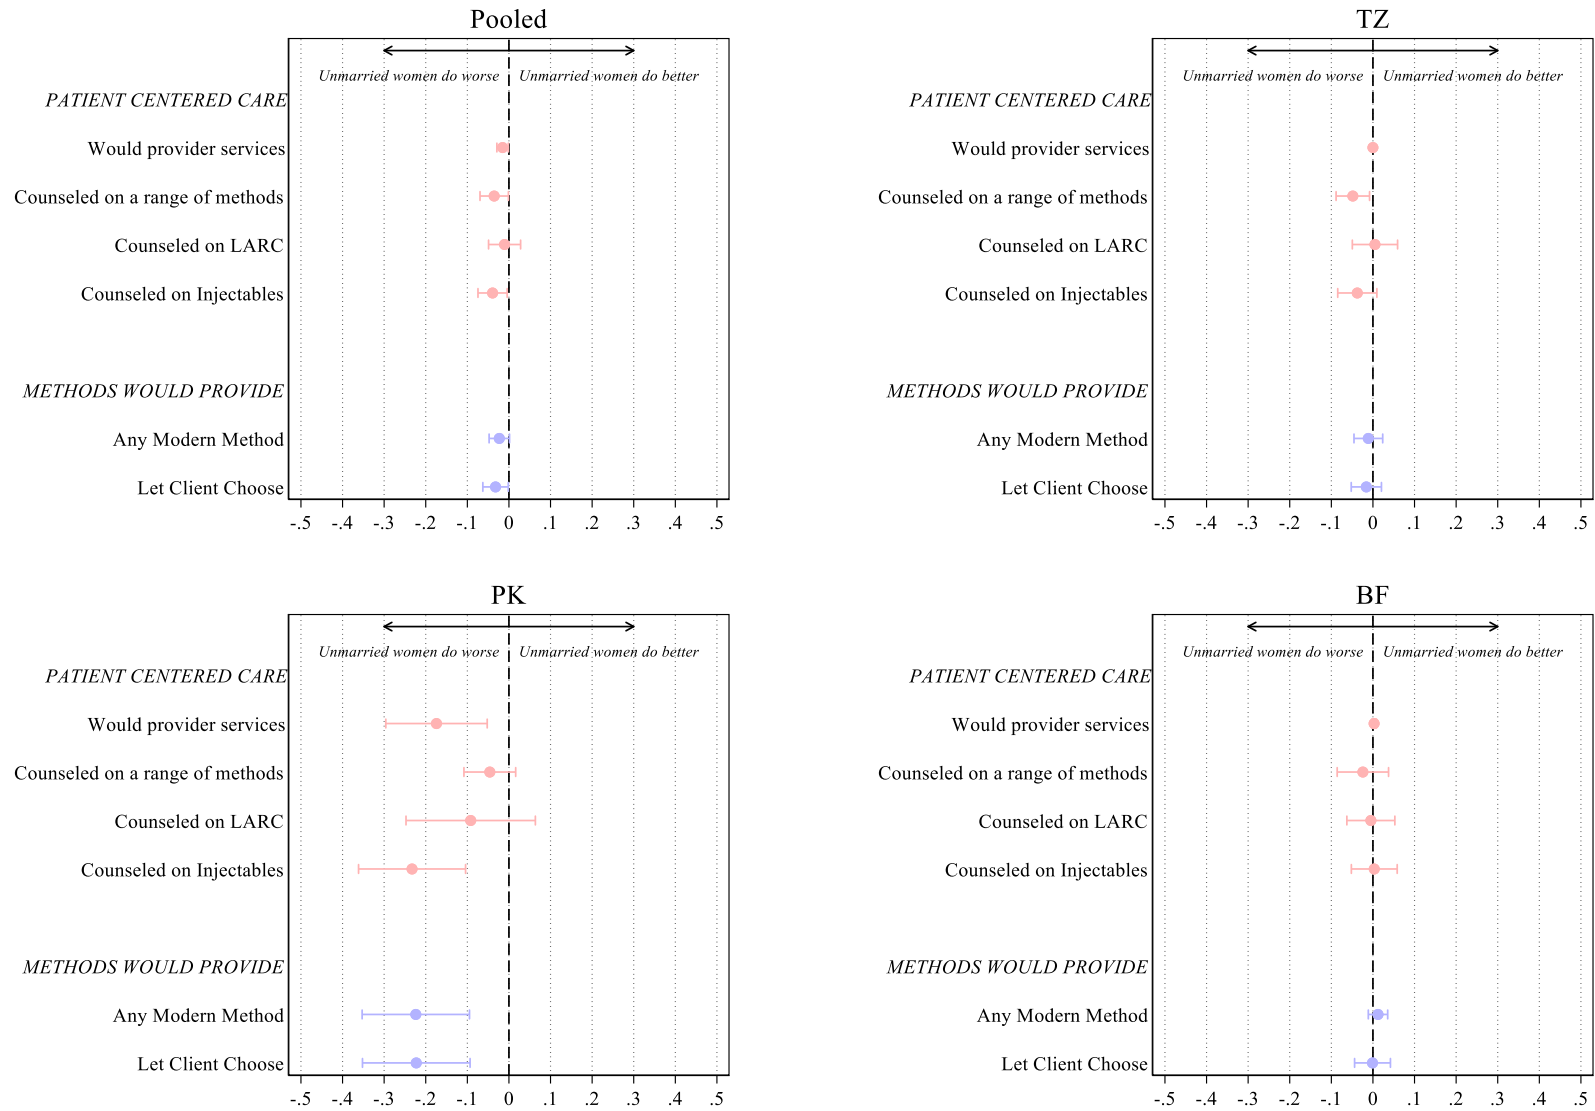 Pooled
Unmarried women do worse Unmarried women do better
PATIENT CENTERED CARE
Would provider services
Counseled on a range of methods
Counseled on LARC
Counseled on Injectables
METHODS WOULD PROVIDE
Any Modern Method
Let Client Choose
-.5 -.4 -.3 -.2 -.1 0 .1 .2 .3 .4 .5
TZ
Unmarried women do worse Unmarried women do better
PATIENT CENTERED CARE
Would provider services
Counseled on a range of methods
Counseled on LARC
Counseled on Injectables
METHODS WOULD PROVIDE
Any Modern Method
Let Client Choose
-.5 -.4 -.3 -.2 -.1 0 .1 .2 .3 .4 .5
PK
Unmarried women do worse Unmarried women do better
PATIENT CENTERED CARE
Would provider services
Counseled on a range of methods
Counseled on LARC
Counseled on Injectables
METHODS WOULD PROVIDE
Any Modern Method
Let Client Choose
-.5 -.4 -.3 -.2 -.1 0 .1 .2 .3 .4 .5
BF
Unmarried women do worse Unmarried women do better
PATIENT CENTERED CARE
Would provider services
Counseled on a range of methods
Counseled on LARC
Counseled on Injectables
METHODS WOULD PROVIDE
Any Modern Method
Let Client Choose
-.5 -.4 -.3 -.2 -.1 0 .1 .2 .3 .4 .5